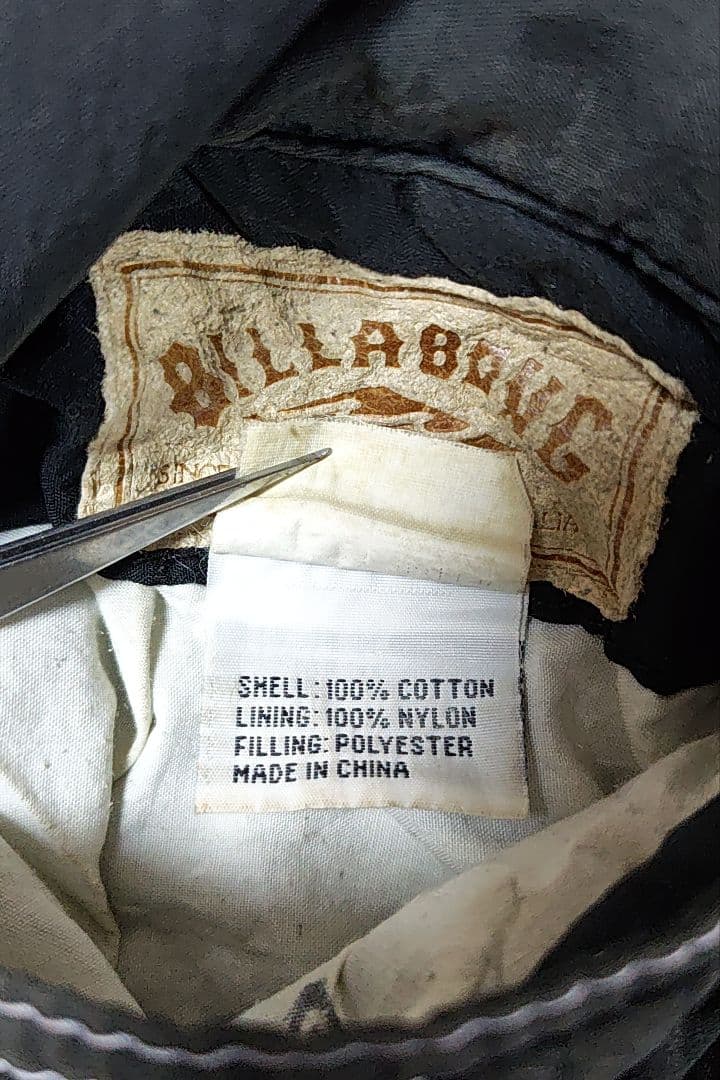 BILLABONG
SHELL: 100% COTTON
LINING: 100% NYLON
FILLING: POLYESTER
MADE IN CHINA